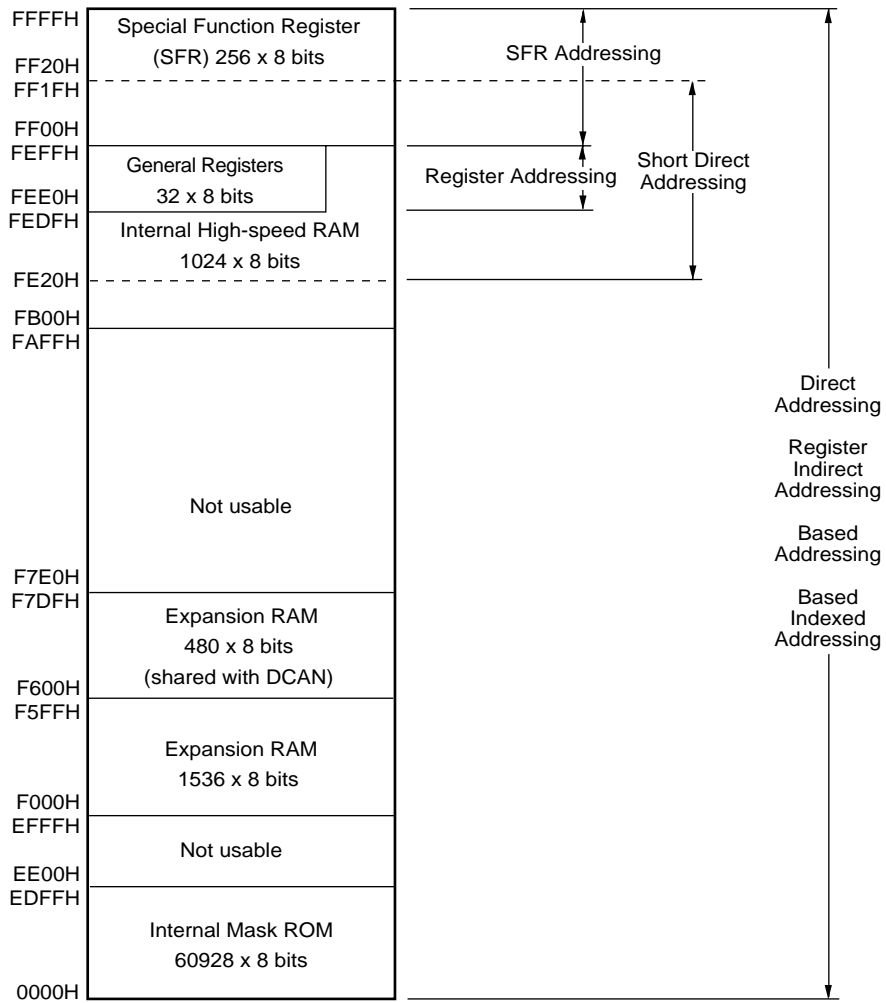 FFFFH
Special Function Register
(SFR) 256 x 8 bits
SFR Addressing
FF20H
FF1FH
FF00H
FEFFH
General Registers
32 x 8 bits
Register Addressing
Short Direct
Addressing
FEE0H
FEDFH
Internal High-speed RAM
1024 x 8 bits
FE20H
FB00H
FAFFH
Direct
Addressing
Register
Indirect
Addressing
Based
Addressing
Based
Indexed
Addressing
Not usable
F7E0H
F7DFH
Expansion RAM
480 x 8 bits
(shared with DCAN)
F600H
F5FFH
Expansion RAM
1536 x 8 bits
F000H
EFFFH
Not usable
EE00H
EDFFH
Internal Mask ROM
60928 x 8 bits
0000H